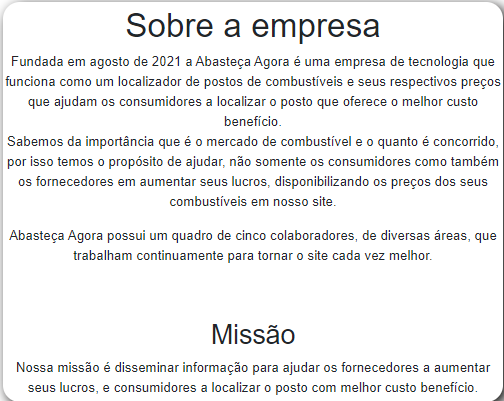 Sobre a empresa
Fundada em agosto de 2021 a Abasteça Agora é uma empresa de tecnologia que
funciona como um localizador de postos de combustíveis e seus respectivos preços
que ajudam os consumidores a localizar o posto que oferece o melhor custo
benefício.
Sabemos da importância que é o mercado de combustível e o quanto é concorrido,
por isso temos o propósito de ajudar, não somente os consumidores como também
os fornecedores em aumentar seus lucros, disponibilizando os preços dos seus
combustíveis em nosso site.
Abasteça Agora possui um quadro de cinco colaboradores, de diversas áreas, que
trabalham continuamente para tornar o site cada vez melhor.
Missão
Nossa missão é disseminar informação para ajudar os fornecedores a aumentar
seus lucros, e consumidores a localizar o posto com melhor custo benefício.